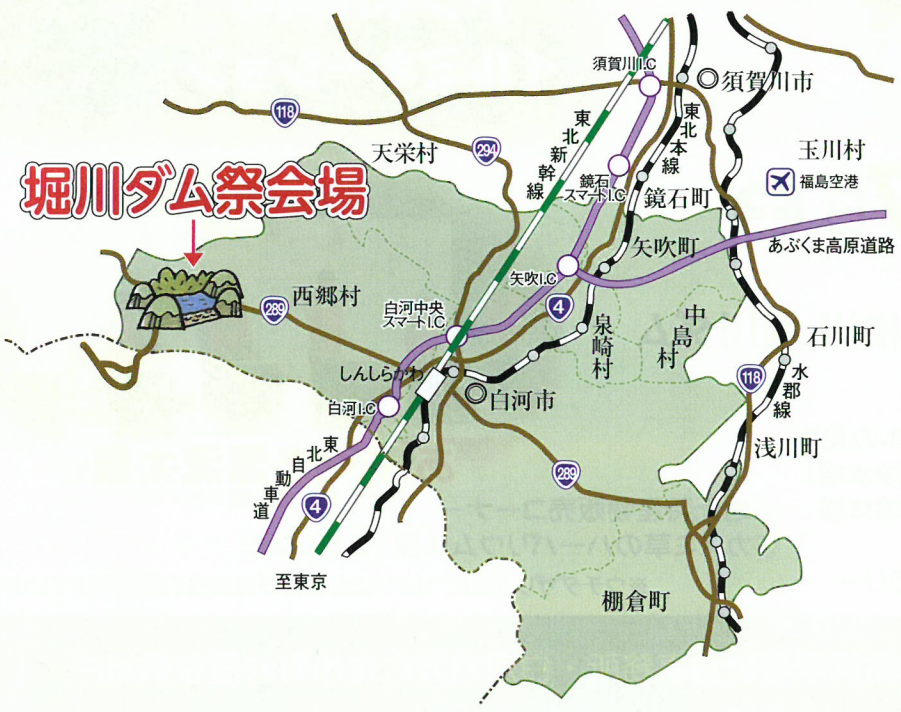 須賀川I.C
須賀川市
118
東北新幹線
東北本線
294
天栄村
玉川村
福島空港
鏡石スマートI.C
鏡石町
堀川ダム祭会場
矢吹町
あぶくま高原道路
矢吹I.C
西郷村
289
白河中央スマートI.C
4
泉崎村
中島村
石川町
しんしらかわ
118
水郡線
白河I.C
白河市
浅川町
東北自動車道
289
4
至東京
棚倉町